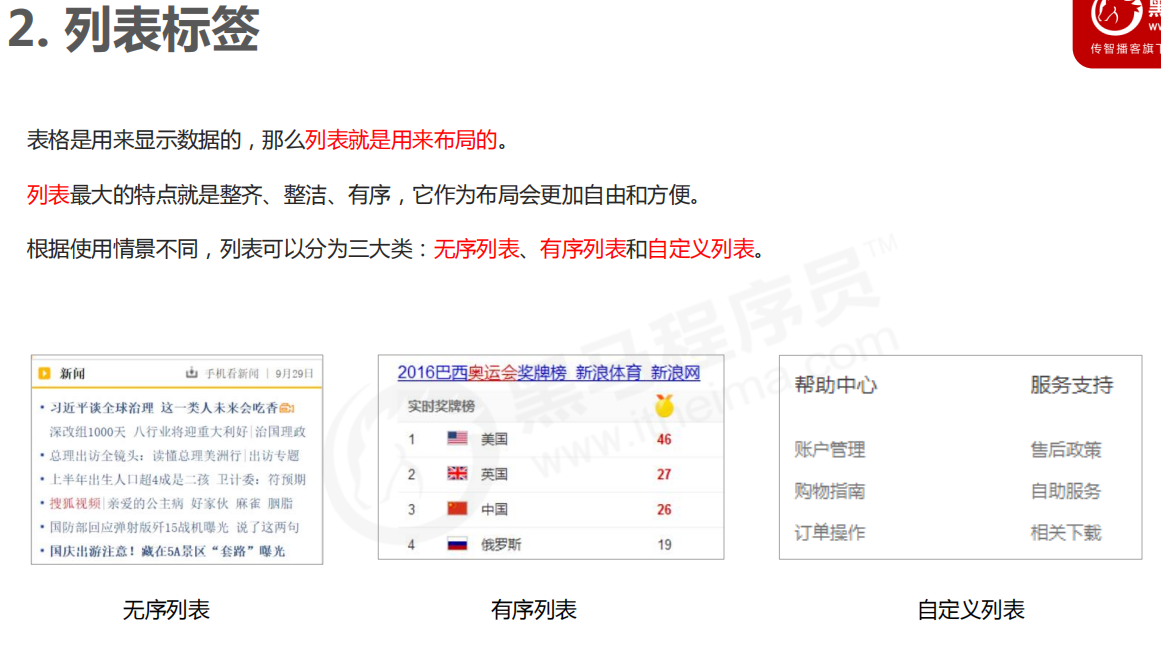 2. 列表标签
传智播客旗下
表格是用来显示数据的，那么列表就是用来布局的。
列表最大的特点就是整齐、整洁、有序，它作为布局会更加自由和方便。
根据使用情景不同，列表可以分为三大类：无序列表、有序列表和自定义列表。
黑马程序员™
www.itheima.com
新闻 手机看新闻 | 9月29日
• 习近平谈全球治理 这一类人未来会吃香
深改组1000天 八行业将迎重大利好|治国理政
• 总理出访全镜头：读懂总理美洲行|出访专题
• 上半年出生人口超4成是二孩 卫计委：符预期
• 搜狐视频|亲爱的公主病 好家伙 麻雀 胭脂
• 国防部回应弹射版歼15战机曝光 说了这两句
• 国庆出游注意！藏在5A景区“套路”曝光
无序列表
2016巴西奥运会奖牌榜 新浪体育 新浪网
实时奖牌榜
1 美国 46
2 英国 27
3 中国 26
4 俄罗斯 19
有序列表
帮助中心 服务支持
账户管理 售后政策
购物指南 自助服务
订单操作 相关下载
自定义列表